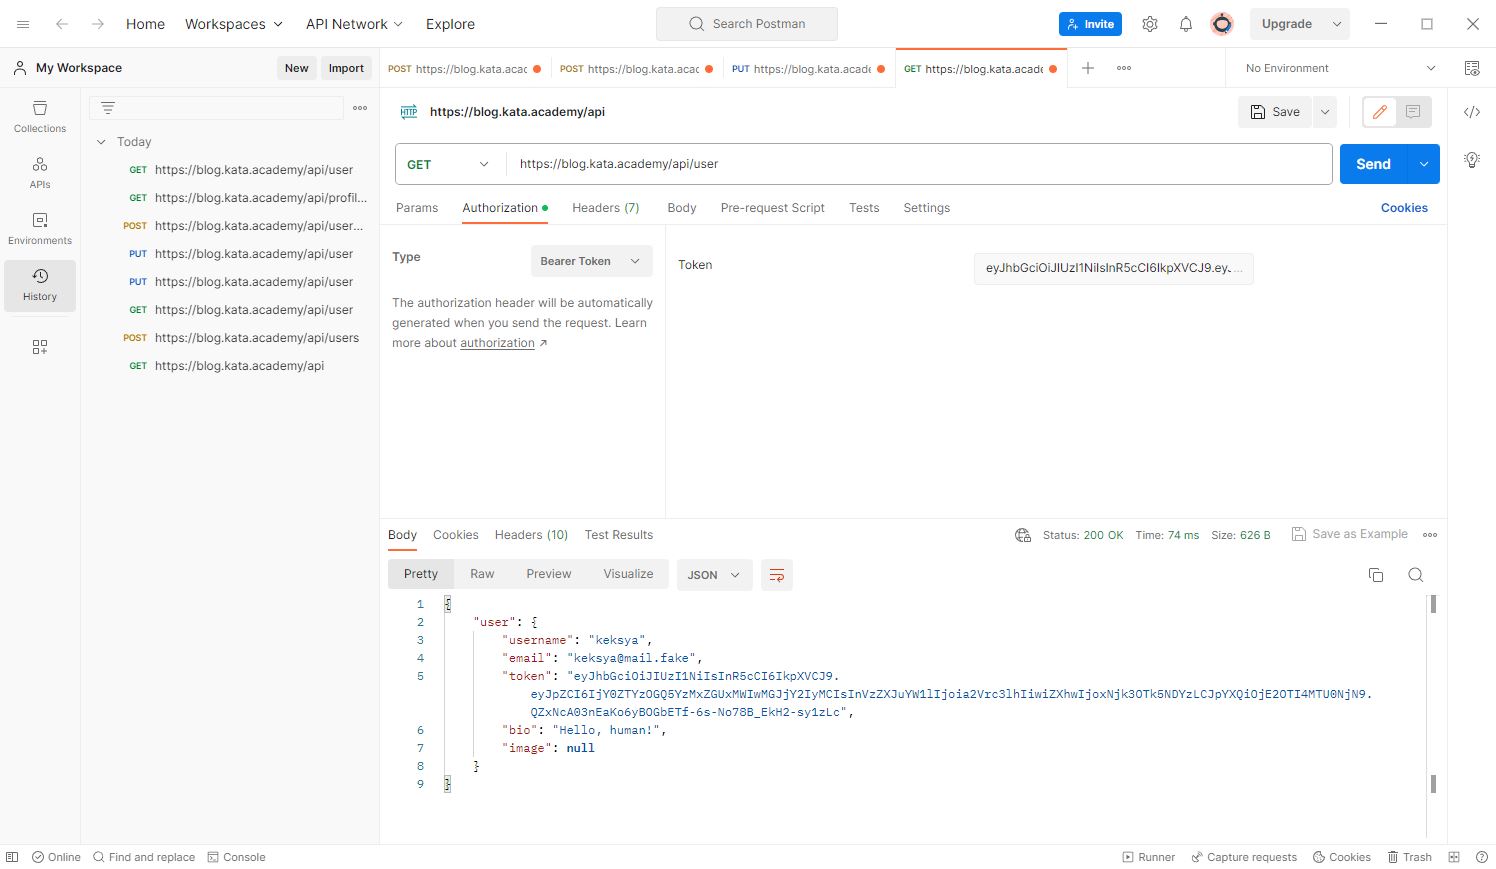 Home Workspaces API Network Explore Search Postman Invite Upgrade
My Workspace New Import
POST https://blog.kata.acac POST https://blog.kata.acac PUT https://blog.kata.acade GET https://blog.kata.acade No Environment
Collections
APIs
Environments
History
Today
GET https://blog.kata.academy/api/user
GET https://blog.kata.academy/api/profil...
POST https://blog.kata.academy/api/user...
PUT https://blog.kata.academy/api/user
PUT https://blog.kata.academy/api/user
GET https://blog.kata.academy/api/user
POST https://blog.kata.academy/api/users
GET https://blog.kata.academy/api
HTTP https://blog.kata.academy/api Save
GET https://blog.kata.academy/api/user Send
Params Authorization Headers (7) Body Pre-request Script Tests Settings Cookies
Type Bearer Token
The authorization header will be automatically
generated when you send the request. Learn
more about authorization ↗
Token eyJhbGciOiJIUzI1NiIsInR5cCI6IkpXVCJ9.ey...
Body Cookies Headers (10) Test Results Status: 200 OK Time: 74 ms Size: 626 B Save as Example
Pretty Raw Preview Visualize JSON
1 {
2 "user": {
3 "username": "keksya",
4 "email": "keksya@mail.fake",
5 "token": "eyJhbGciOiJIUzI1NiIsInR5cCI6IkpXVCJ9.
eyJpZCI6IjY0ZTYzOGQ5YzMxZGUxMWIwMGJjY2IyMCIsInVzZXJuYW1lIjoia2Vrc3lhIiwiZXhwIjoxNjk3OTk5NDYzLCJpYXQiOjE2OTI4MTU0NjN9.
QZxNcA03nEaKo6yBOGbETf-6s-No78B_EkH2-sy1zLc",
6 "bio": "Hello, human!",
7 "image": null
8 }
9 }
Online Find and replace Console Runner Capture requests Cookies Trash